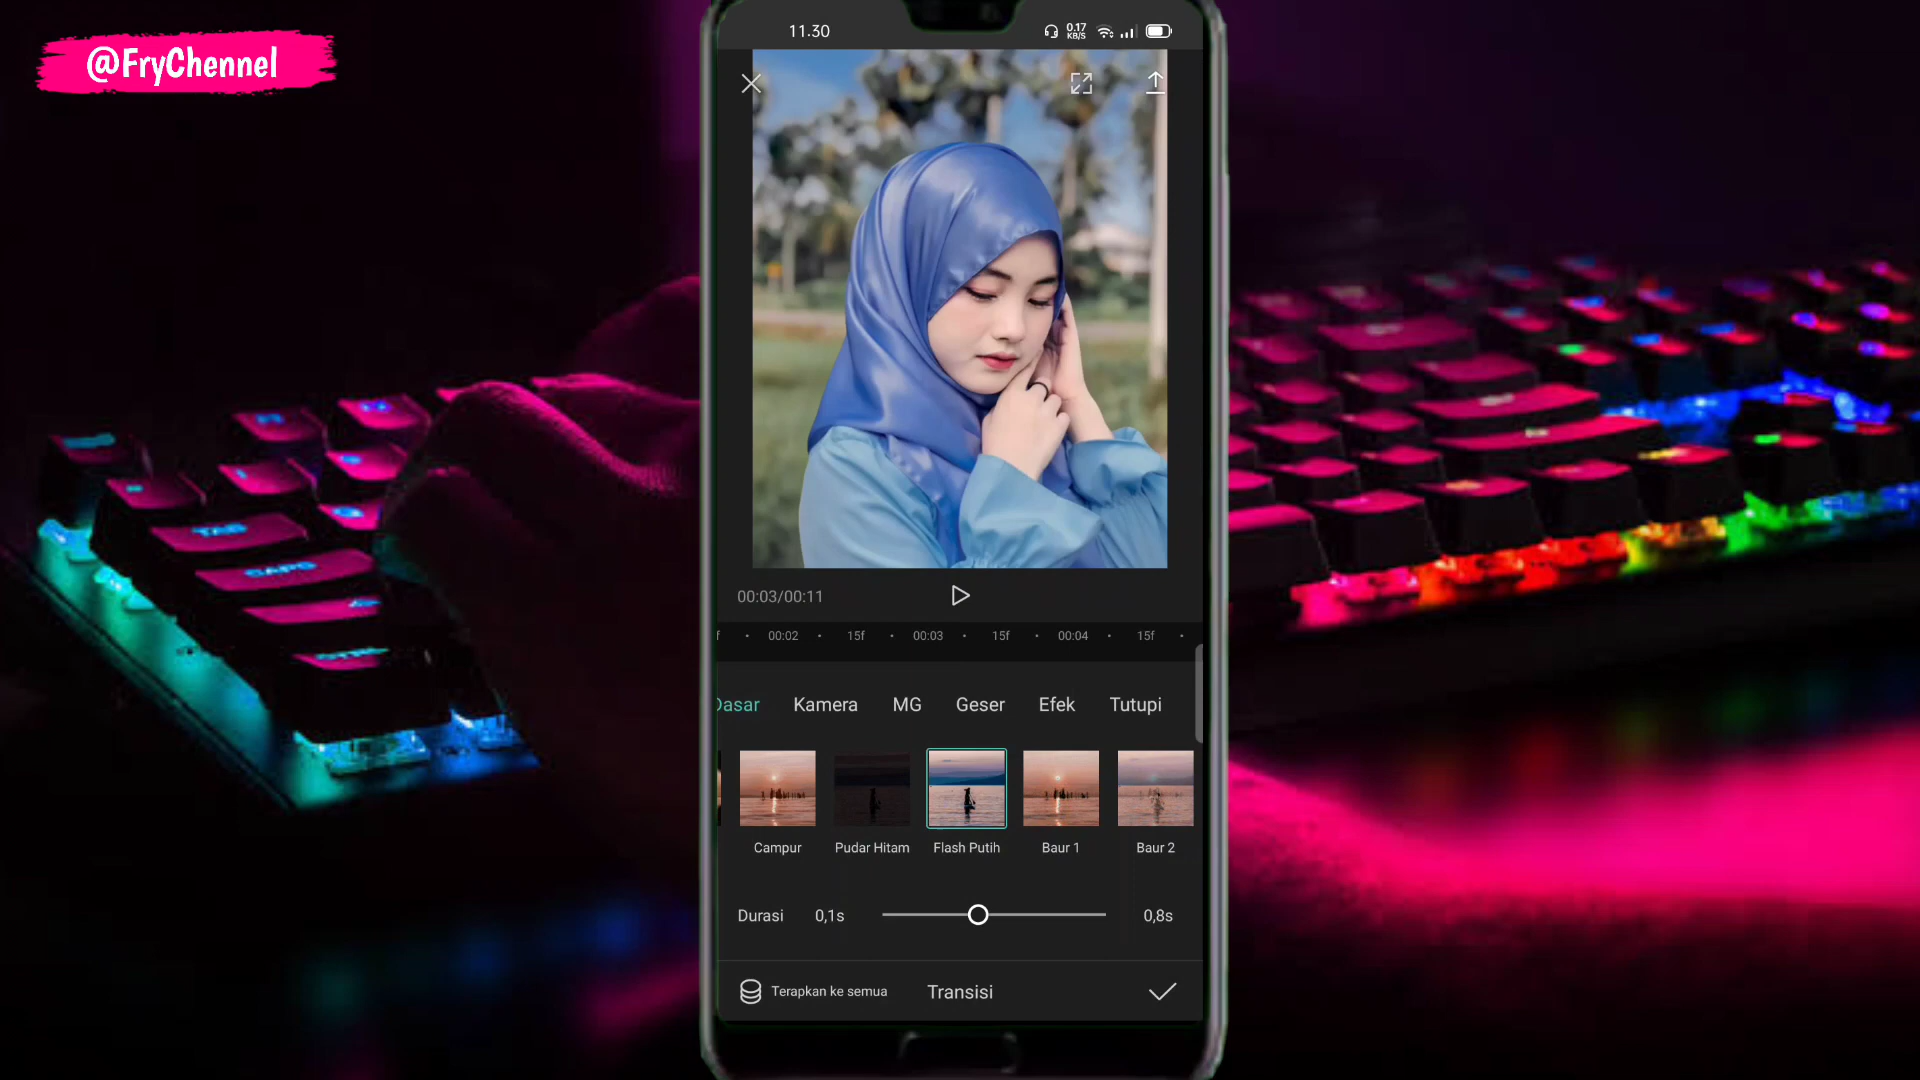 @FryChennel
11.30
0.17
KB/S
00:03/00:11
f
00:02
15f
00:03
15f
00:04
15f
Dasar
Kamera
MG
Geser
Efek
Tutupi
Campur
Pudar Hitam
Flash Putih
Baur 1
Baur 2
Durasi
0,1s
0,8s
Terapkan ke semua
Transisi
TAB
CAPS